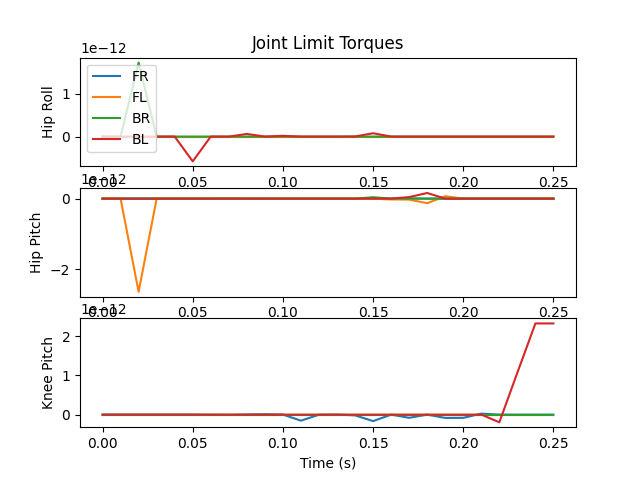 Joint Limit Torques
1e−12
Hip Roll
1
0
FR
FL
BR
BL
0.00 0.05 0.10 0.15 0.20 0.25
1e−12
Hip Pitch
0
−2
0.00 0.05 0.10 0.15 0.20 0.25
1e−12
Knee Pitch
2
1
0
0.00 0.05 0.10 0.15 0.20 0.25
Time (s)